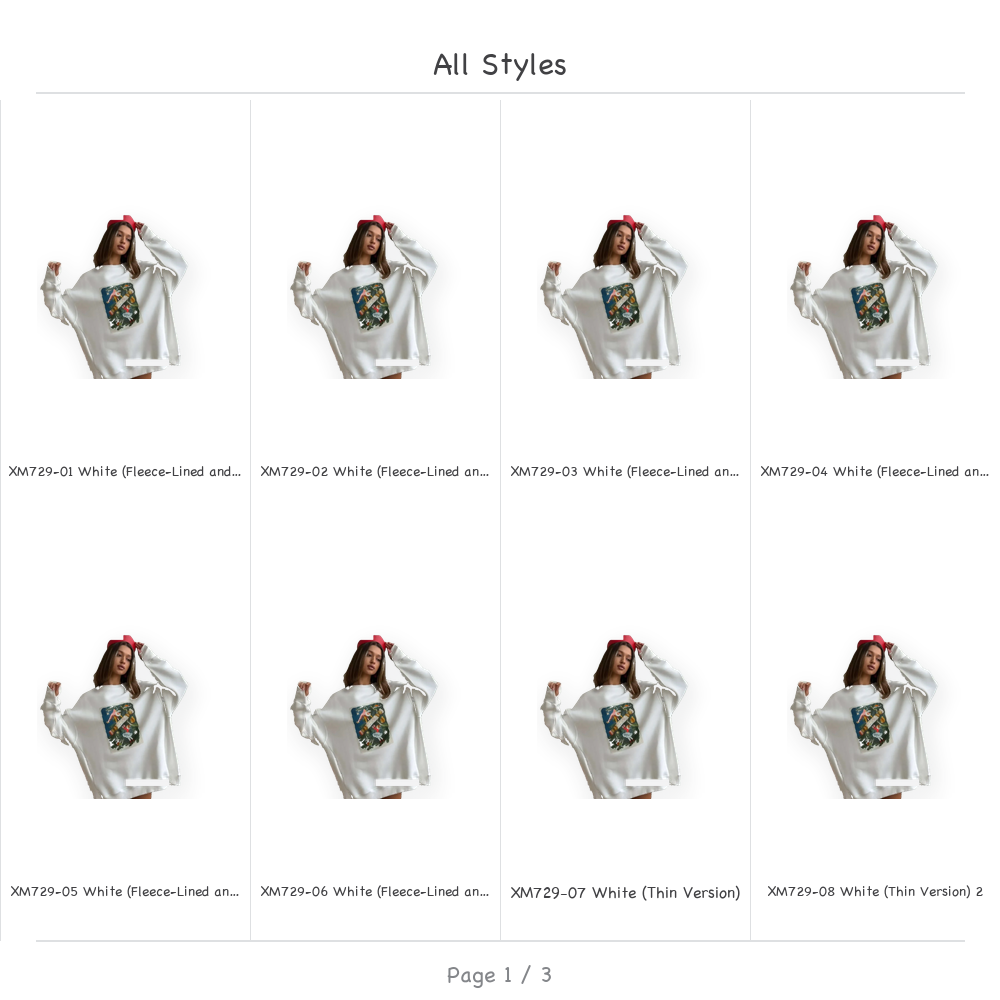 All Styles
XM729-01 White (Fleece-Lined and...
XM729-02 White (Fleece-Lined an...
XM729-03 White (Fleece-Lined an...
XM729-04 White (Fleece-Lined an...
XM729-05 White (Fleece-Lined an...
XM729-06 White (Fleece-Lined an...
XM729-07 White (Thin Version)
XM729-08 White (Thin Version) 2
Page 1 / 3